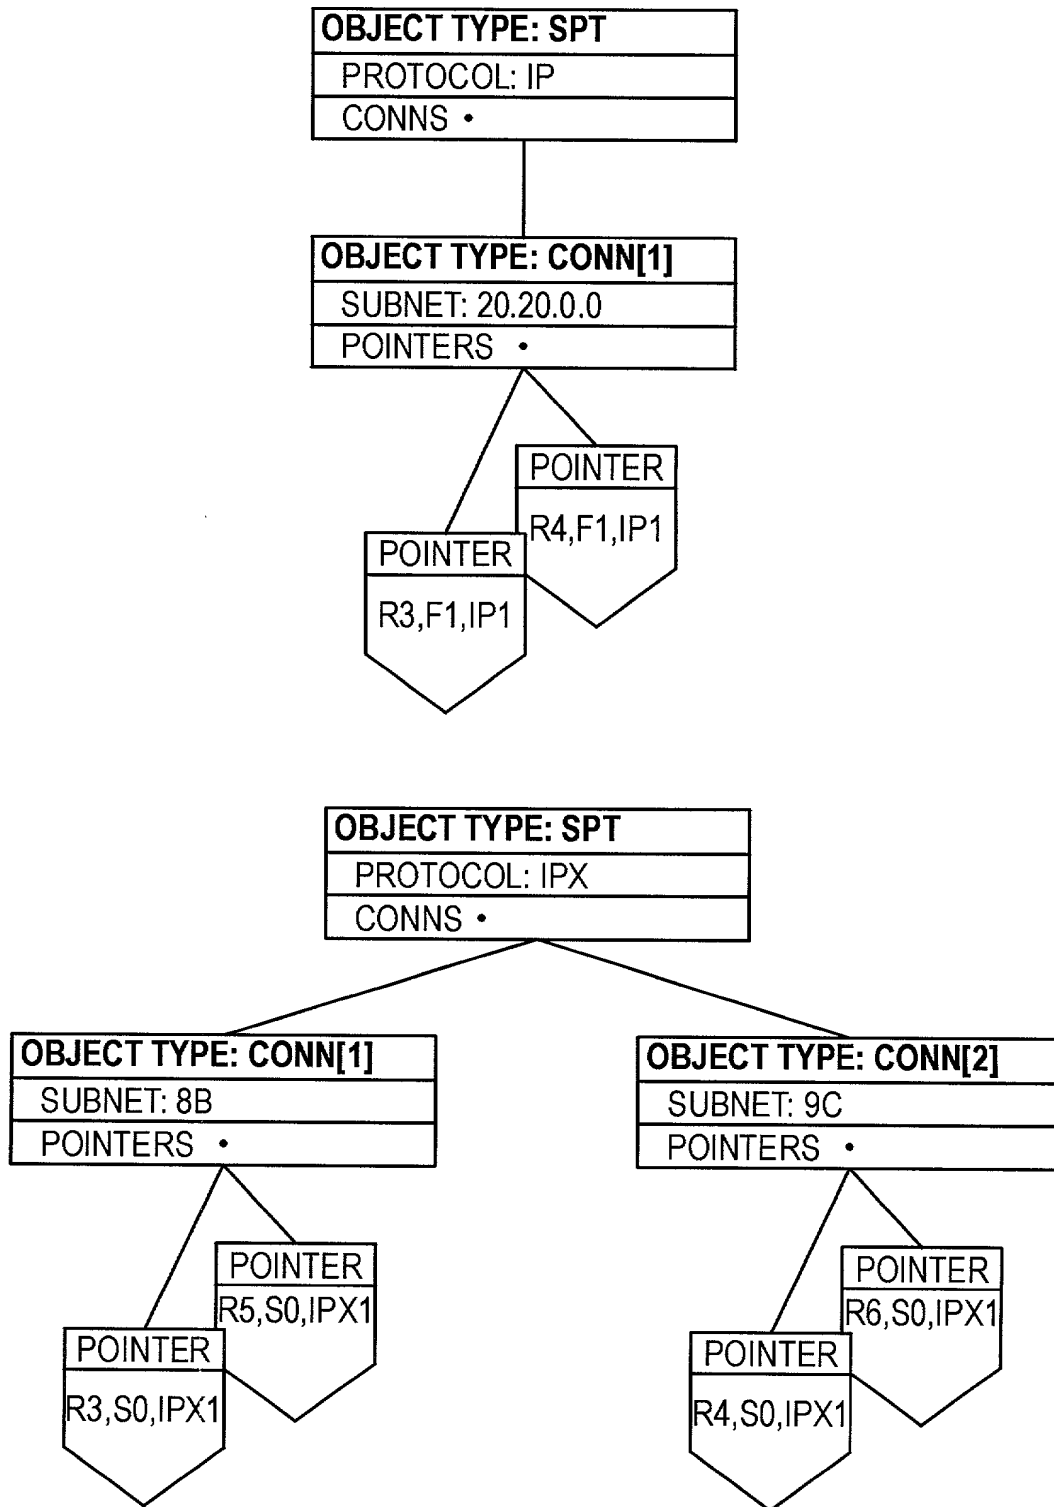 OBJECT TYPE: SPT
PROTOCOL: IP
CONNS •
OBJECT TYPE: CONN[1]
SUBNET: 20.20.0.0
POINTERS •
POINTER
R4,F1,IP1
POINTER
R3,F1,IP1
OBJECT TYPE: SPT
PROTOCOL: IPX
CONNS •
OBJECT TYPE: CONN[1]
SUBNET: 8B
POINTERS •
POINTER
R5,S0,IPX1
POINTER
R3,S0,IPX1
OBJECT TYPE: CONN[2]
SUBNET: 9C
POINTERS •
POINTER
R6,S0,IPX1
POINTER
R4,S0,IPX1